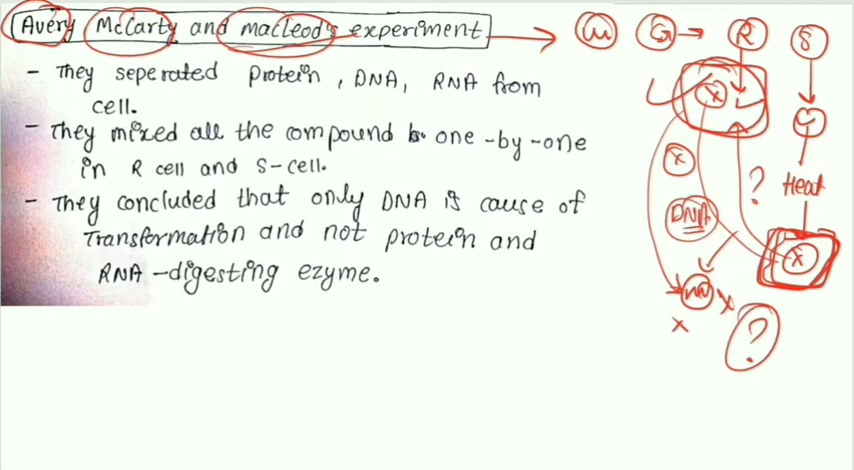 Avery McCarty and macleod's experiment
- They seperated protein, DNA, RNA from
cell.
- They mixed all the compound & one-by-one
in R cell and S-cell.
- They concluded that only DNA is cause of
Transformation and not protein and
RNA-digesting ezyme.
G
R
S
?
Heat
DNA
?